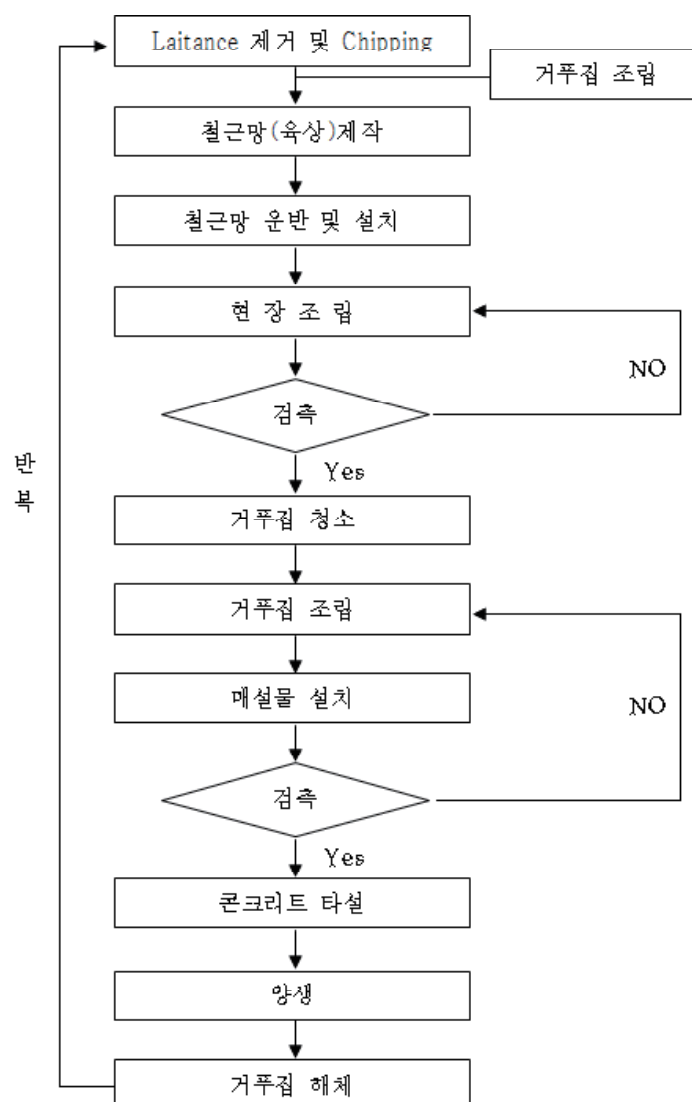 Laitance 제거 및 Chipping
거푸집 조립
철근망(육상)제작
철근망 운반 및 설치
현 장 조 립
NO
검측
Yes
반
복
거푸집 청소
거푸집 조립
매설물 설치
NO
검측
Yes
콘크리트 타설
양생
거푸집 해체